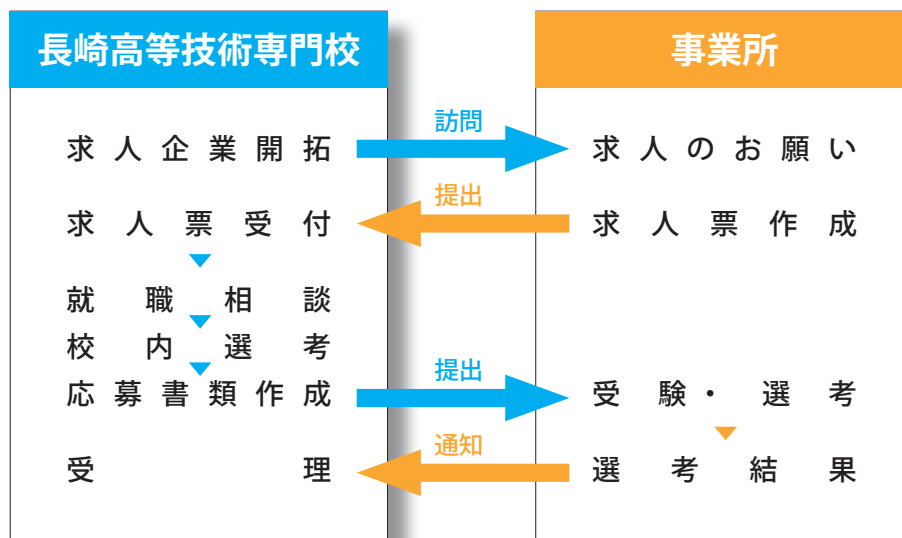 長崎高等技術専門校
事業所
求人企業開拓
訪問
求人のお願い
求人票受付
提出
求人票作成
就職相談
校内選考
応募書類作成
提出
受験・選考
受理
通知
選考結果